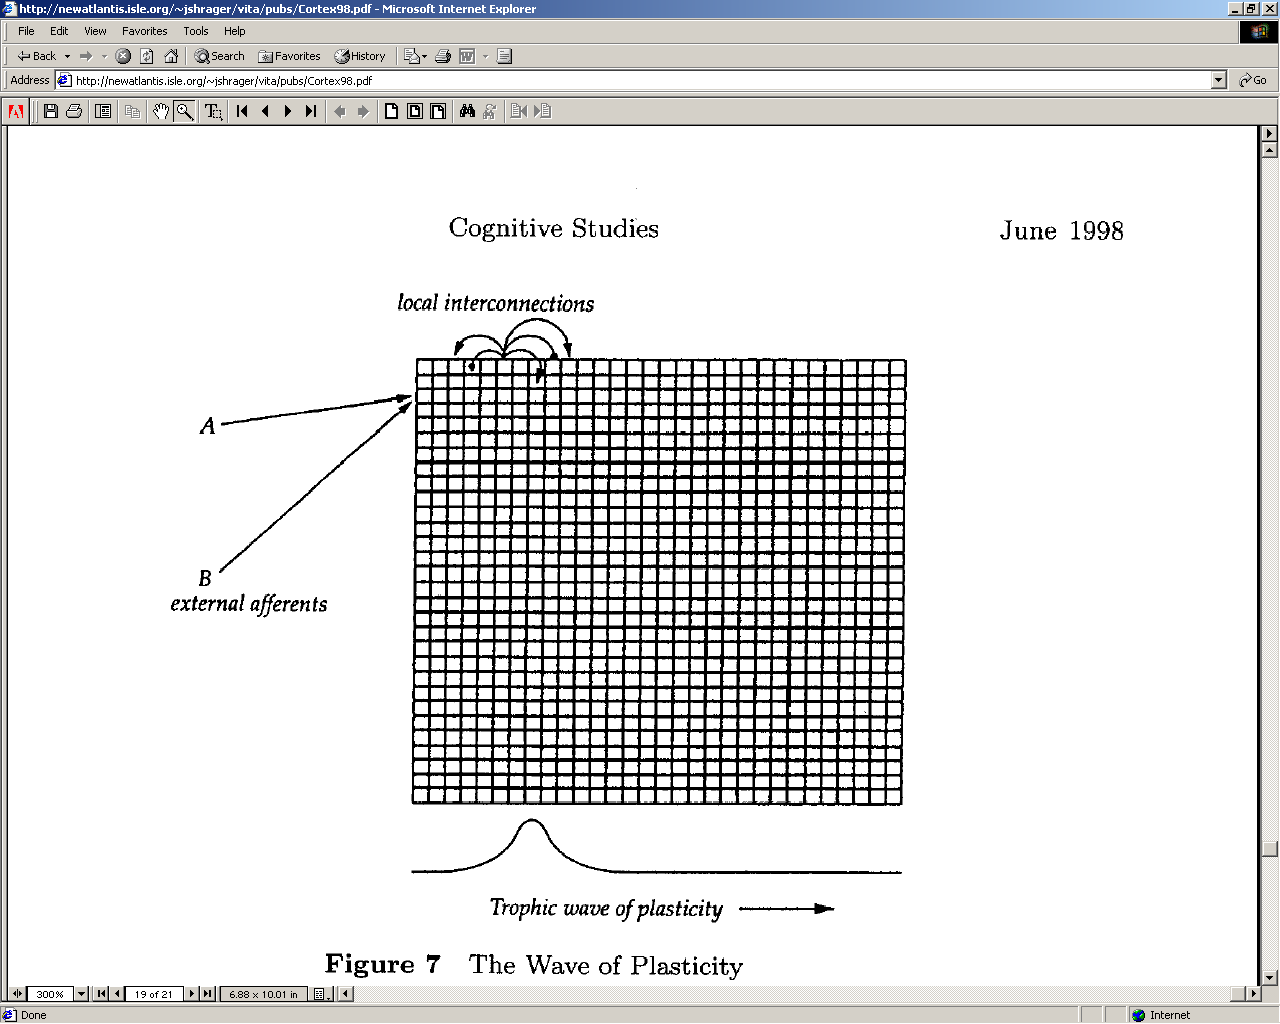 http://newatlantis.isle.org/~jshrager/vita/pubs/Cortex98.pdf - Microsoft Internet Explorer
File Edit View Favorites Tools Help
Back Search Favorites History
Address http://newatlantis.isle.org/~jshrager/vita/pubs/Cortex98.pdf Go
Cognitive Studies June 1998
local interconnections
A
B
external afferents
Trophic wave of plasticity
Figure 7 The Wave of Plasticity
300% 19 of 21 6.88 x 10.01 in
Done Internet